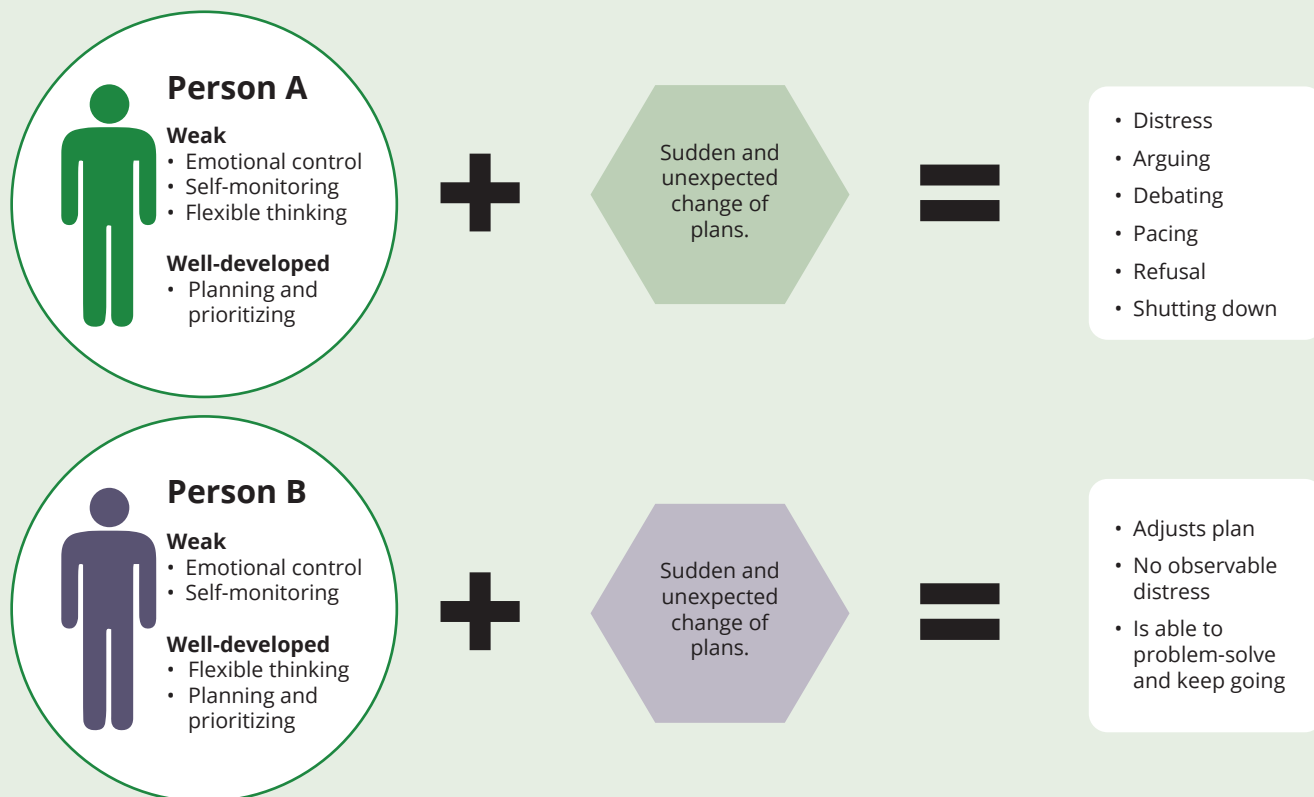 Person A
Weak
• Emotional control
• Self-monitoring
• Flexible thinking
Well-developed
• Planning and
prioritizing
Sudden and
unexpected
change of
plans.
• Distress
• Arguing
• Debating
• Pacing
• Refusal
• Shutting down
Person B
Weak
• Emotional control
• Self-monitoring
Well-developed
• Flexible thinking
• Planning and
prioritizing
Sudden and
unexpected
change of
plans.
• Adjusts plan
• No observable
distress
• Is able to
problem-solve
and keep going